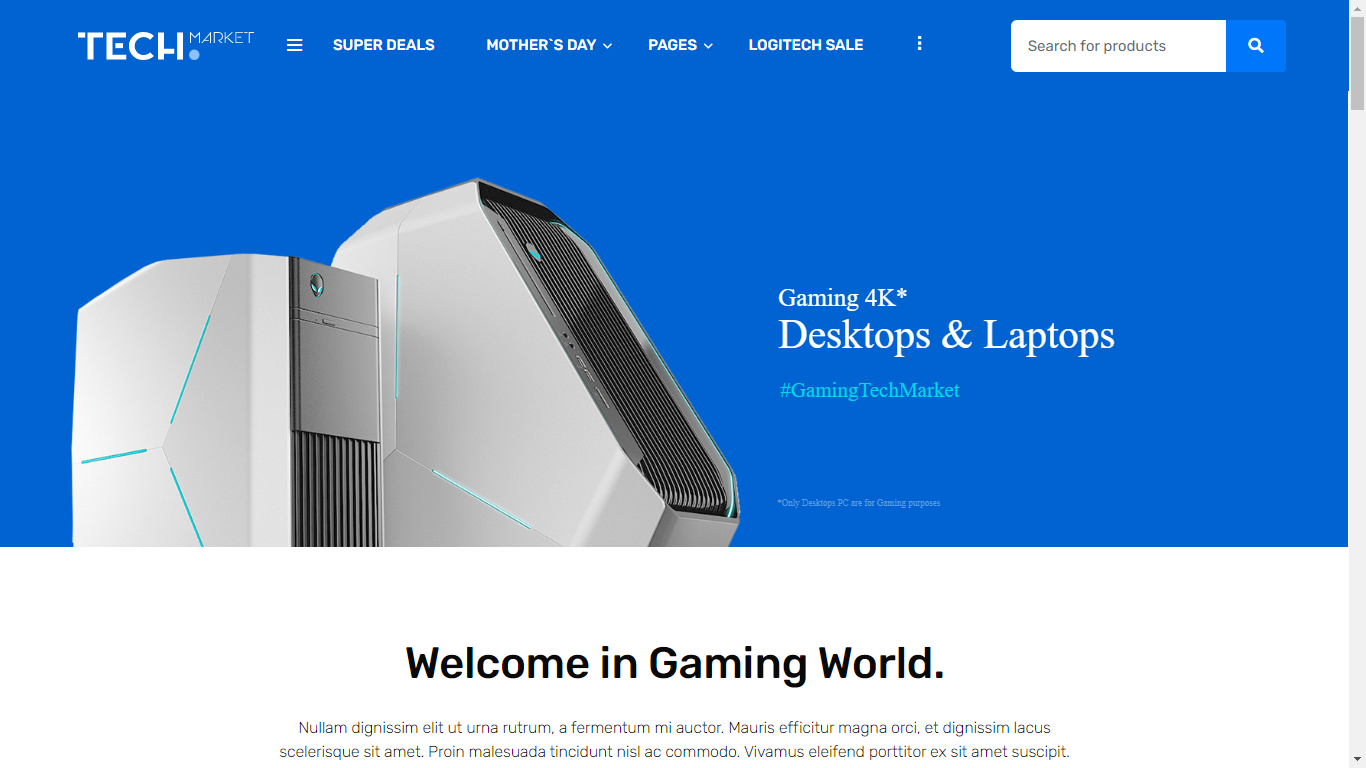 TECH. MARKET
SUPER DEALS
MOTHER`S DAY
PAGES
LOGITECH SALE
Search for products
Gaming 4K*
Desktops & Laptops
#GamingTechMarket
*Only Desktops PC are for Gaming purposes
Welcome in Gaming World.
Nullam dignissim elit ut urna rutrum, a fermentum mi auctor. Mauris efficitur magna orci, et dignissim lacus
scelerisque sit amet. Proin malesuada tincidunt nisl ac commodo. Vivamus eleifend porttitor ex sit amet suscipit.